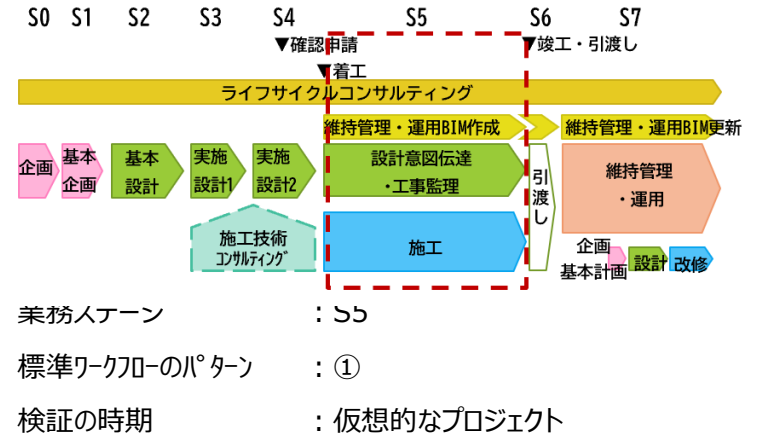 S0 S1 S2 S3 S4 S5 S6 S7
▼確認申請 ▼竣工・引渡し
▼着工
ライフサイクルコンサルティング
維持管理・運用BIM作成 維持管理・運用BIM更新
企画
基本
企画
基本
設計
実施
設計1
実施
設計2
設計意図伝達
・工事監理
引
渡
し
維持管理
・運用
施工技術
ｺﾝｻﾙﾃｨﾝｸﾞ
施工
企画
基本計画
設計 改修
業務ステージ ：S5
標準ﾜｰｸﾌﾛｰのﾊﾟﾀｰﾝ ：①
検証の時期 ：仮想的なプロジェクト